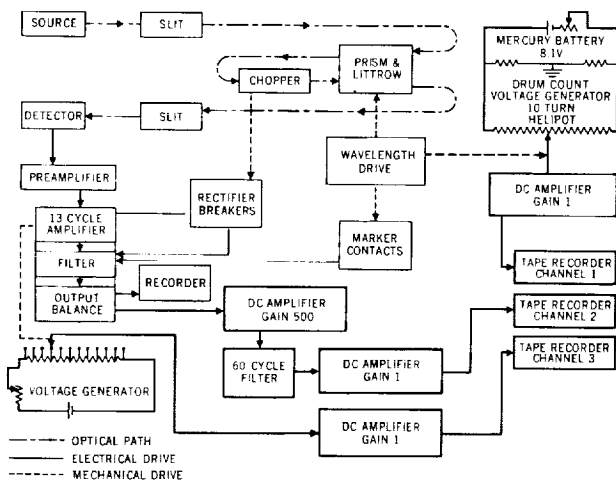 SOURCE
SLIT
CHOPPER
PRISM &
LITTROW
MERCURY BATTERY
8.1V
DRUM COUNT
VOLTAGE GENERATOR
10 TURN
HELIPOT
DETECTOR
SLIT
PREAMPLIFIER
RECTIFIER
BREAKERS
WAVELENGTH
DRIVE
DC AMPLIFIER
GAIN 1
13 CYCLE
AMPLIFIER
FILTER
OUTPUT
BALANCE
RECORDER
MARKER
CONTACTS
TAPE RECORDER
CHANNEL 1
DC AMPLIFIER
GAIN 500
TAPE RECORDER
CHANNEL 2
60 CYCLE
FILTER
DC AMPLIFIER
GAIN 1
TAPE RECORDER
CHANNEL 3
VOLTAGE GENERATOR
DC AMPLIFIER
GAIN 1
OPTICAL PATH
ELECTRICAL DRIVE
MECHANICAL DRIVE